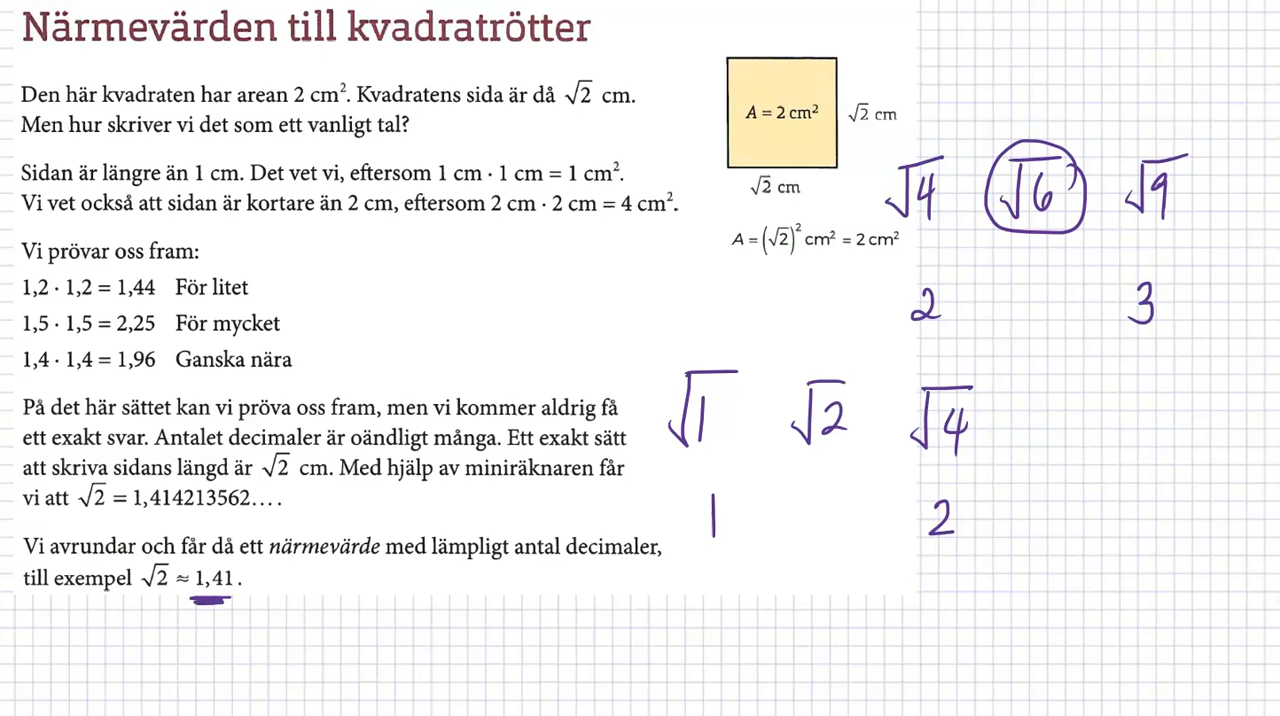 Närmevärden till kvadratrötter
Den här kvadraten har arean 2 cm². Kvadratens sida är då √2 cm.
Men hur skriver vi det som ett vanligt tal?
Sidan är längre än 1 cm. Det vet vi, eftersom 1 cm · 1 cm = 1 cm².
Vi vet också att sidan är kortare än 2 cm, eftersom 2 cm · 2 cm = 4 cm².
Vi prövar oss fram:
1,2 · 1,2 = 1,44 För litet
1,5 · 1,5 = 2,25 För mycket
1,4 · 1,4 = 1,96 Ganska nära
På det här sättet kan vi pröva oss fram, men vi kommer aldrig få
ett exakt svar. Antalet decimaler är oändligt många. Ett exakt sätt
att skriva sidans längd är √2 cm. Med hjälp av miniräknaren får
vi att √2 = 1,414213562….
Vi avrundar och får då ett närmevärde med lämpligt antal decimaler,
till exempel √2 ≈ 1,41.
A = 2 cm²
√2 cm
√2 cm
A = (√2)² cm² = 2 cm²
√4 √6 √9
2 3
√1 √2 √4
1 2